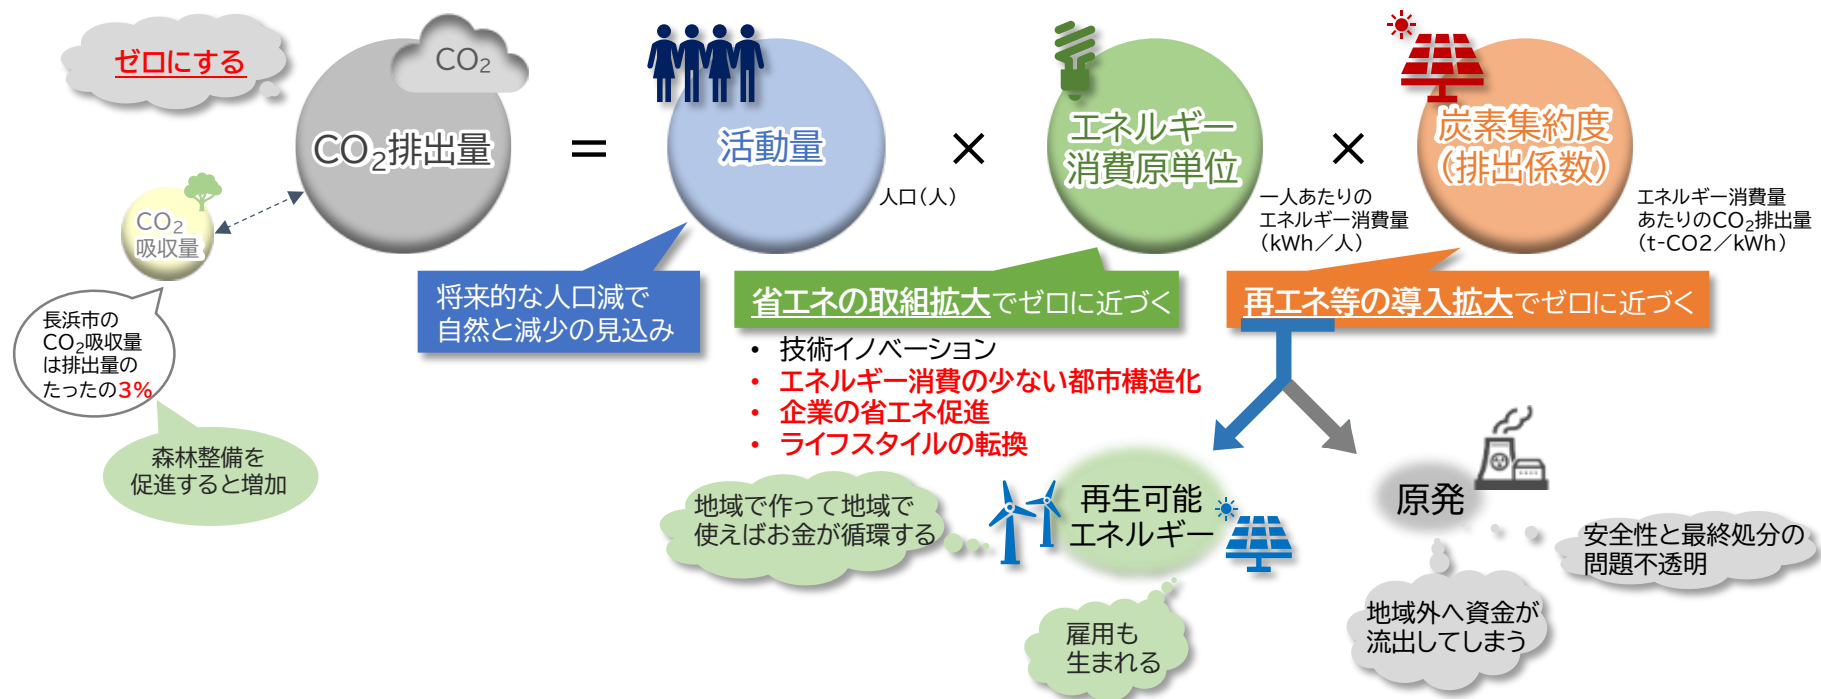 ゼロにする
CO2
CO2排出量
=
活動量
人口(人)
×
エネルギー
消費原単位
一人あたりの
エネルギー消費量
(kWh/人)
×
炭素集約度
(排出係数)
エネルギー消費量
あたりのCO2排出量
(t-CO2/kWh)
CO2
吸収量
長浜市の
CO2吸収量
は排出量の
たったの3%
森林整備を
促進すると増加
将来的な人口減で
自然と減少の見込み
省エネの取組拡大でゼロに近づく
• 技術イノベーション
• エネルギー消費の少ない都市構造化
• 企業の省エネ促進
• ライフスタイルの転換
再エネ等の導入拡大でゼロに近づく
地域で作って地域で
使えばお金が循環する
再生可能
エネルギー
雇用も
生まれる
原発
安全性と最終処分の
問題不透明
地域外へ資金が
流出してしまう